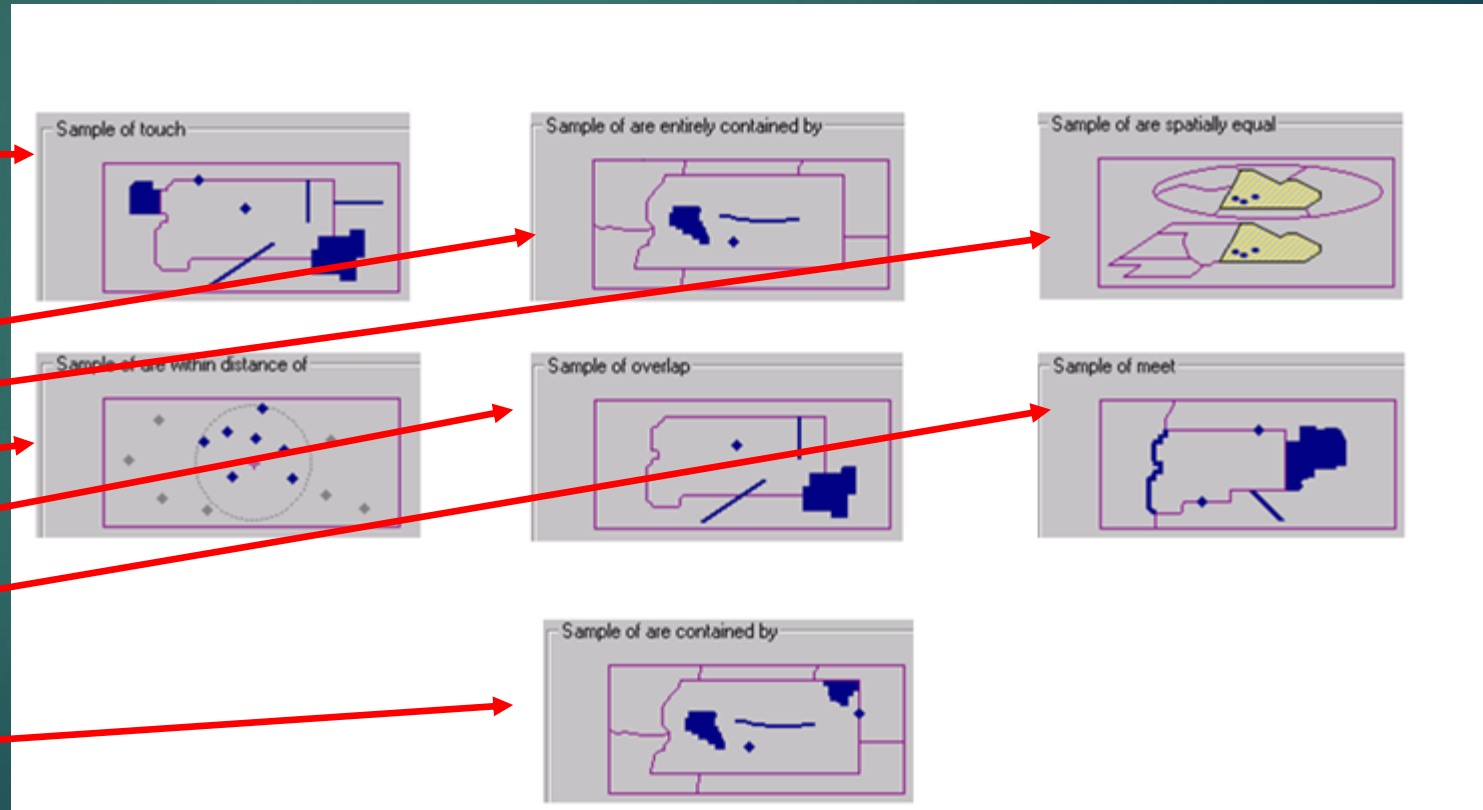 Sample of touch
Sample of are entirely contained by
Sample of are spatially equal
Sample of are within distance of
Sample of overlap
Sample of meet
Sample of are contained by